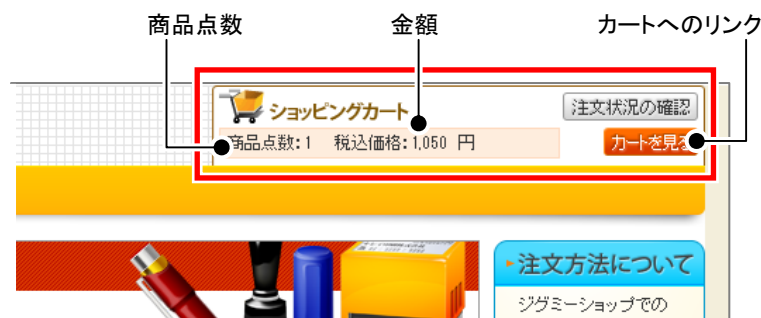 商品点数 金額 カートへのリンク
ショッピングカート 注文状況の確認
商品点数:1 税込価格:1,050 円 カートを見る
注文方法について
ジグミーショップでの